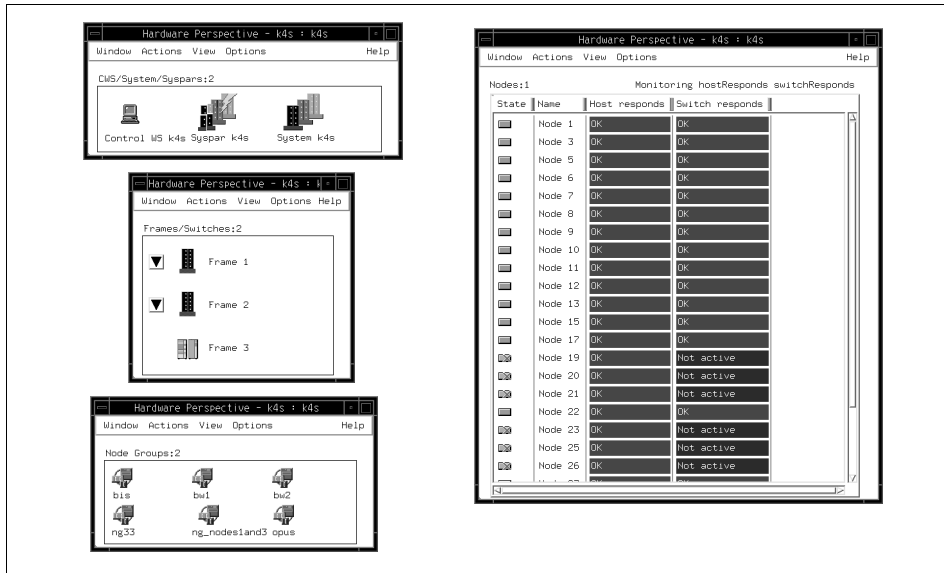 Hardware Perspective - k4s : k4s
Window Actions View Options Help
CWS/System/Syspars:2
Control WS k4s Syspar k4s System k4s
Hardware Perspective - k4s :
Window Actions View Options Help
Frames/Switches:2
Frame 1
Frame 2
Frame 3
Hardware Perspective - k4s : k4s
Window Actions View Options Help
Node Groups:2
bis bw1 bw2
ng33 ng_nodes1and3 opus
Hardware Perspective - k4s : k4s
Window Actions View Options Help
Nodes:1 Monitoring hostResponds switchResponds
State Name Host responds Switch responds
Node 1 OK OK
Node 3 OK OK
Node 5 OK OK
Node 6 OK OK
Node 7 OK OK
Node 8 OK OK
Node 9 OK OK
Node 10 OK OK
Node 11 OK OK
Node 12 OK OK
Node 13 OK OK
Node 15 OK OK
Node 17 OK OK
Node 19 OK Not active
Node 20 OK Not active
Node 21 OK Not active
Node 22 OK OK
Node 23 OK Not active
Node 25 OK Not active
Node 26 OK Not active